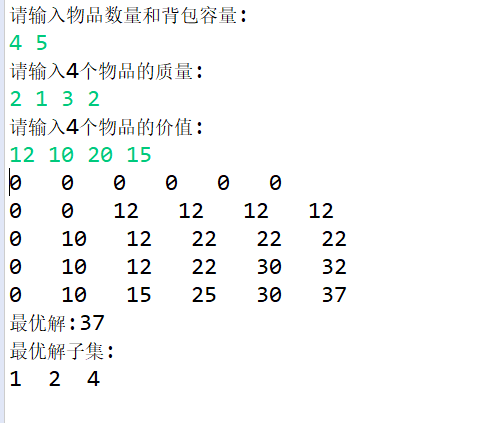 请输入物品数量和背包容量:
4 5
请输入4个物品的质量:
2 1 3 2
请输入4个物品的价值:
12 10 20 15
0 0 0 0 0 0
0 0 12 12 12 12
0 10 12 22 22 22
0 10 12 22 30 32
0 10 15 25 30 37
最优解:37
最优解子集:
1 2 4